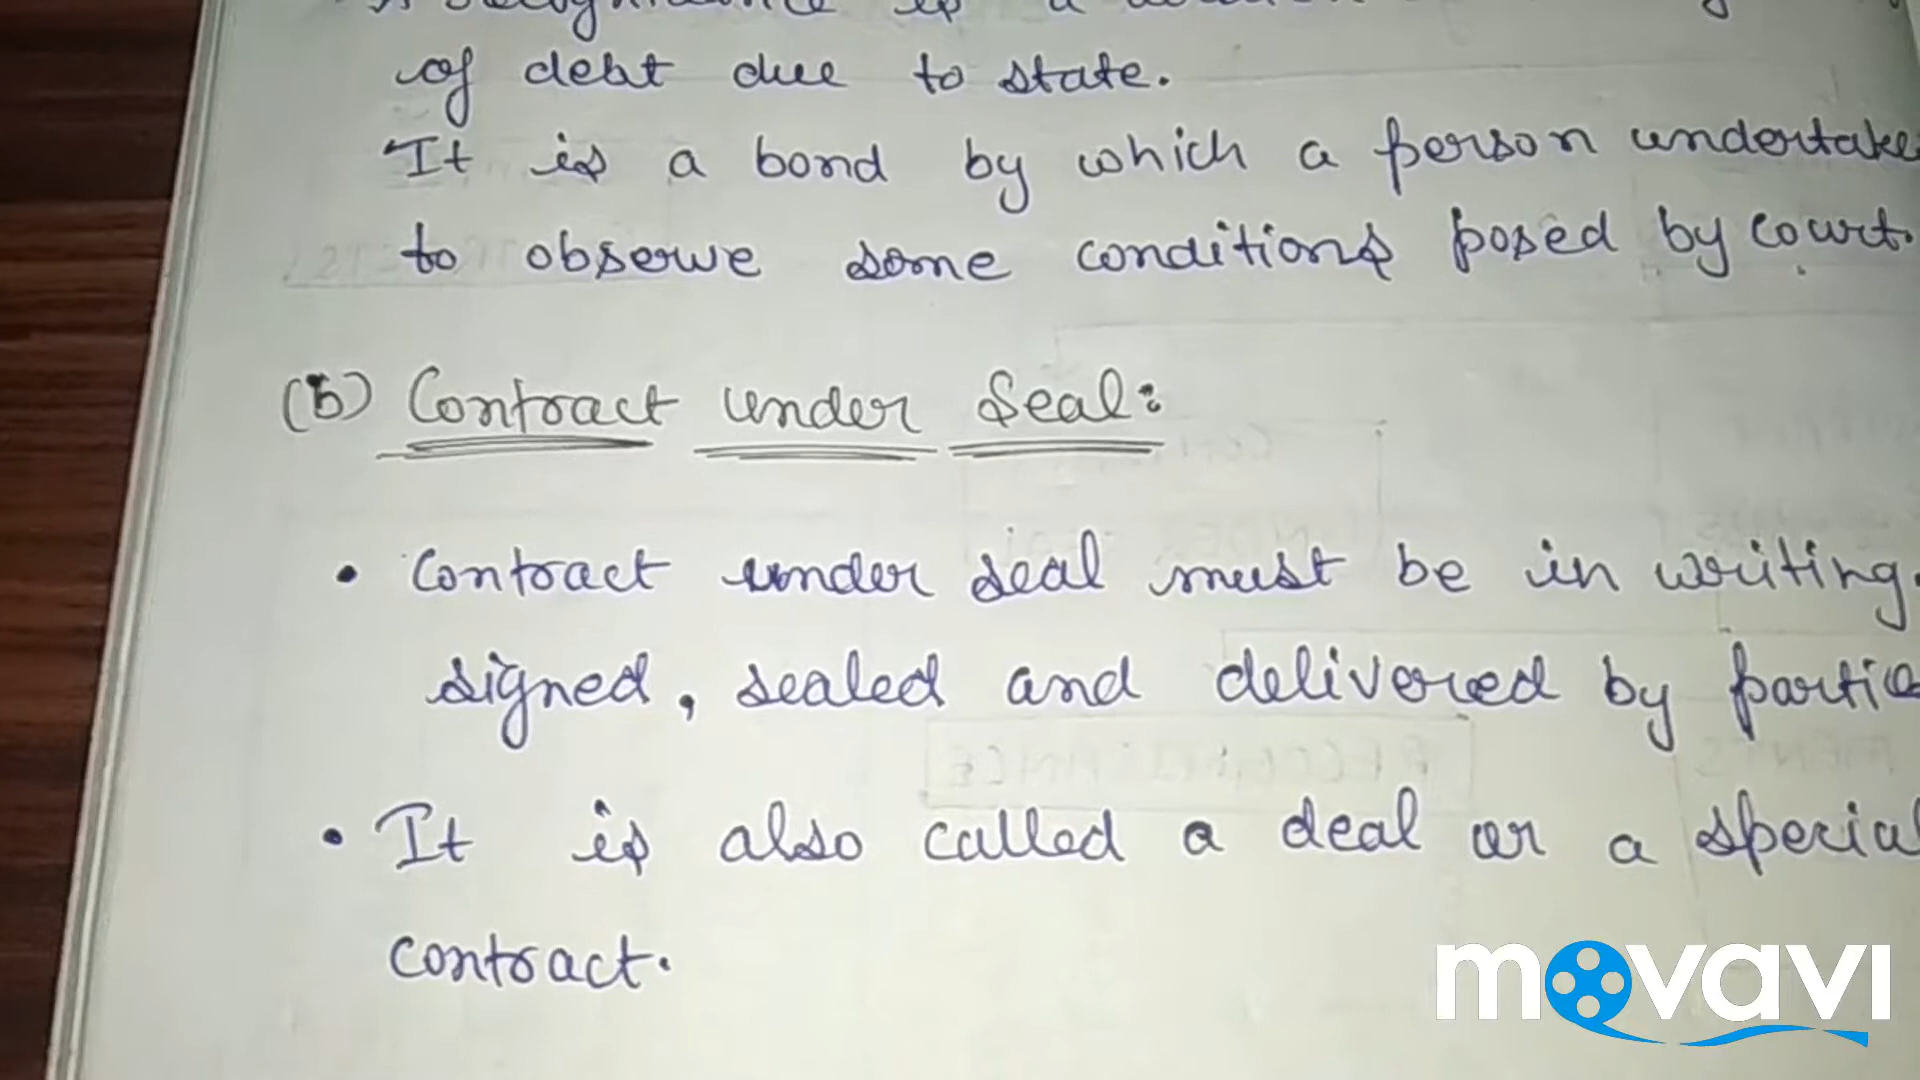 is a
of debt due to state.
It is a bond by which a person undertake
to observe some conditions posed by court.
(b) Contract under Seal:
• Contract under seal must be in writing.
signed, sealed and delivered by parties
• It is also called a deal or a special
contract.
movavi